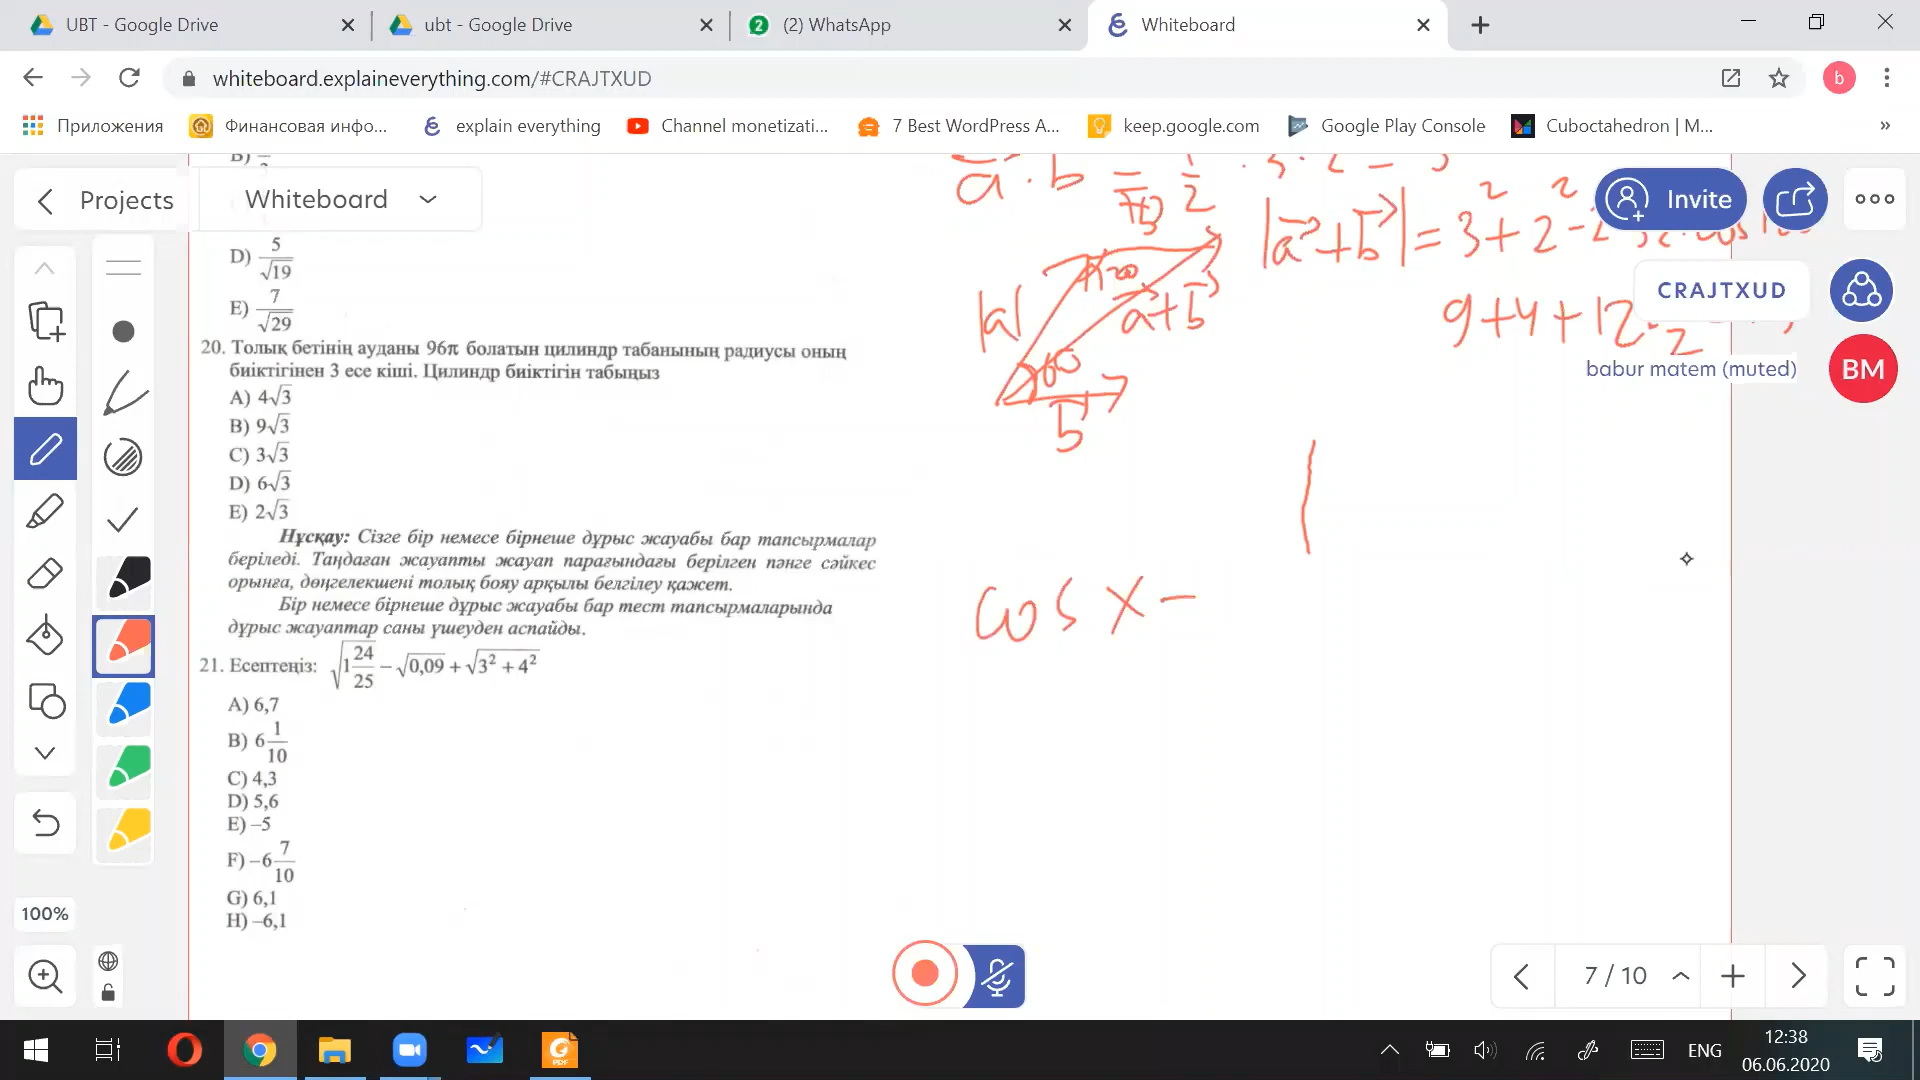 UBT - Google Drive
ubt - Google Drive
(2) WhatsApp
Whiteboard
whiteboard.explaineverything.com/#CRAJTXUD
b
Приложения
Финансовая инфо...
explain everything
Channel monetizati...
7 Best WordPress A...
keep.google.com
Google Play Console
Cuboctahedron | M...
»
Projects
Whiteboard
Invite
CRAJTXUD
babur matem (muted)
BM
D) 5/√19
E) 7/√29
20. Толық бетінің ауданы 96π болатын цилиндр табанының радиусы оның
биіктігінен 3 есе кіші. Цилиндр биіктігін табыңыз
A) 4√3
B) 9√3
C) 3√3
D) 6√3
E) 2√3
Нұсқау: Сізге бір немесе бірнеше дұрыс жауабы бар тапсырмалар
беріледі. Таңдаған жауапты жауап парағындағы берілген пәнге сәйкес
орынға, дөңгелекшені толық бояу арқылы белгілеу қажет.
Бір немесе бірнеше дұрыс жауабы бар тест тапсырмаларында
дұрыс жауаптар саны үшеуден аспайды.
21. Есептеңіз: √(1 24/25) − √0,09 + √(3² + 4²)
A) 6,7
B) 6 1/10
C) 4,3
D) 5,6
E) –5
F) –6 7/10
G) 6,1
H) –6,1
|a|
60
a+b
b
|a+b| = 3²+2²-2
9+4+12
cos x -
100%
7 / 10
ENG
12:38
06.06.2020